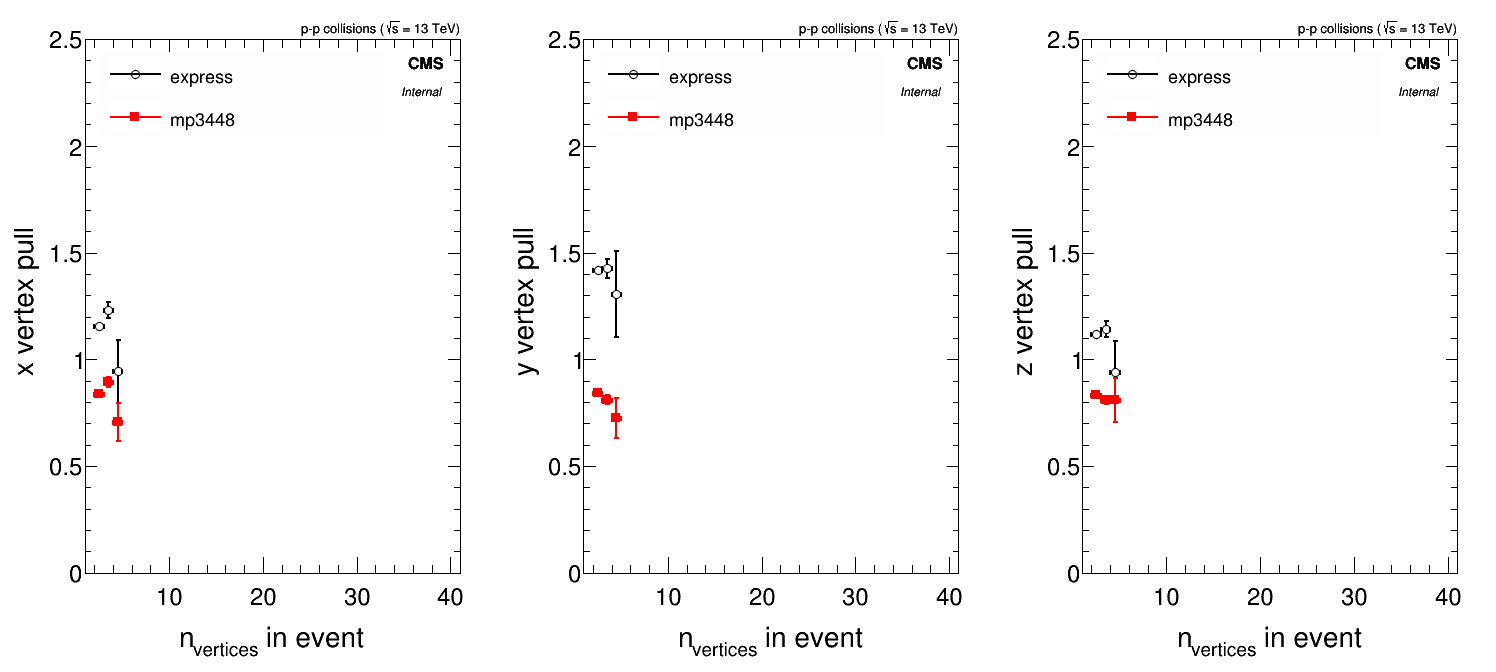 p-p collisions ( √s = 13 TeV)
2.5
2
1.5
1
0.5
0
x vertex pull
express
mp3448
CMS
Internal
10 20 30 40
n_vertices in event
p-p collisions ( √s = 13 TeV)
2.5
2
1.5
1
0.5
0
y vertex pull
express
mp3448
CMS
Internal
10 20 30 40
n_vertices in event
p-p collisions ( √s = 13 TeV)
2.5
2
1.5
1
0.5
0
z vertex pull
express
mp3448
CMS
Internal
10 20 30 40
n_vertices in event